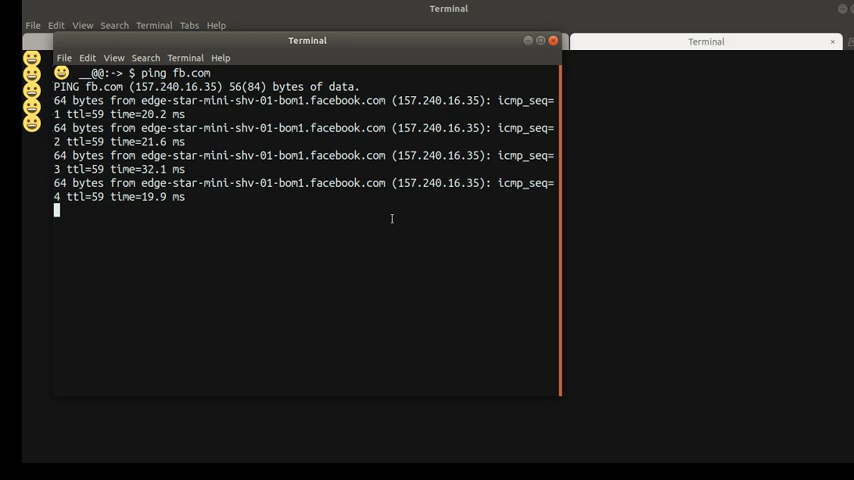 Terminal
File Edit View Search Terminal Tabs Help
Terminal
Terminal
File Edit View Search Terminal Help
__@@:-> $ ping fb.com
PING fb.com (157.240.16.35) 56(84) bytes of data.
64 bytes from edge-star-mini-shv-01-bom1.facebook.com (157.240.16.35): icmp_seq=
1 ttl=59 time=20.2 ms
64 bytes from edge-star-mini-shv-01-bom1.facebook.com (157.240.16.35): icmp_seq=
2 ttl=59 time=21.6 ms
64 bytes from edge-star-mini-shv-01-bom1.facebook.com (157.240.16.35): icmp_seq=
3 ttl=59 time=32.1 ms
64 bytes from edge-star-mini-shv-01-bom1.facebook.com (157.240.16.35): icmp_seq=
4 ttl=59 time=19.9 ms